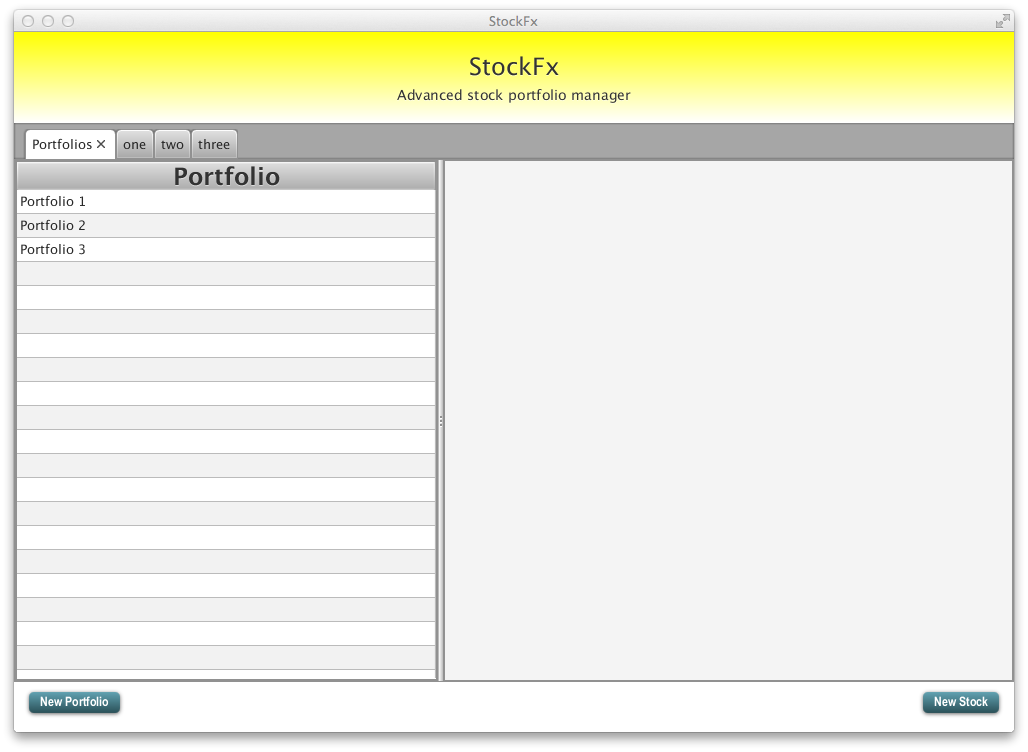 StockFx
StockFx
Advanced stock portfolio manager
Portfolios one two three
Portfolio
Portfolio 1
Portfolio 2
Portfolio 3
New Portfolio New Stock